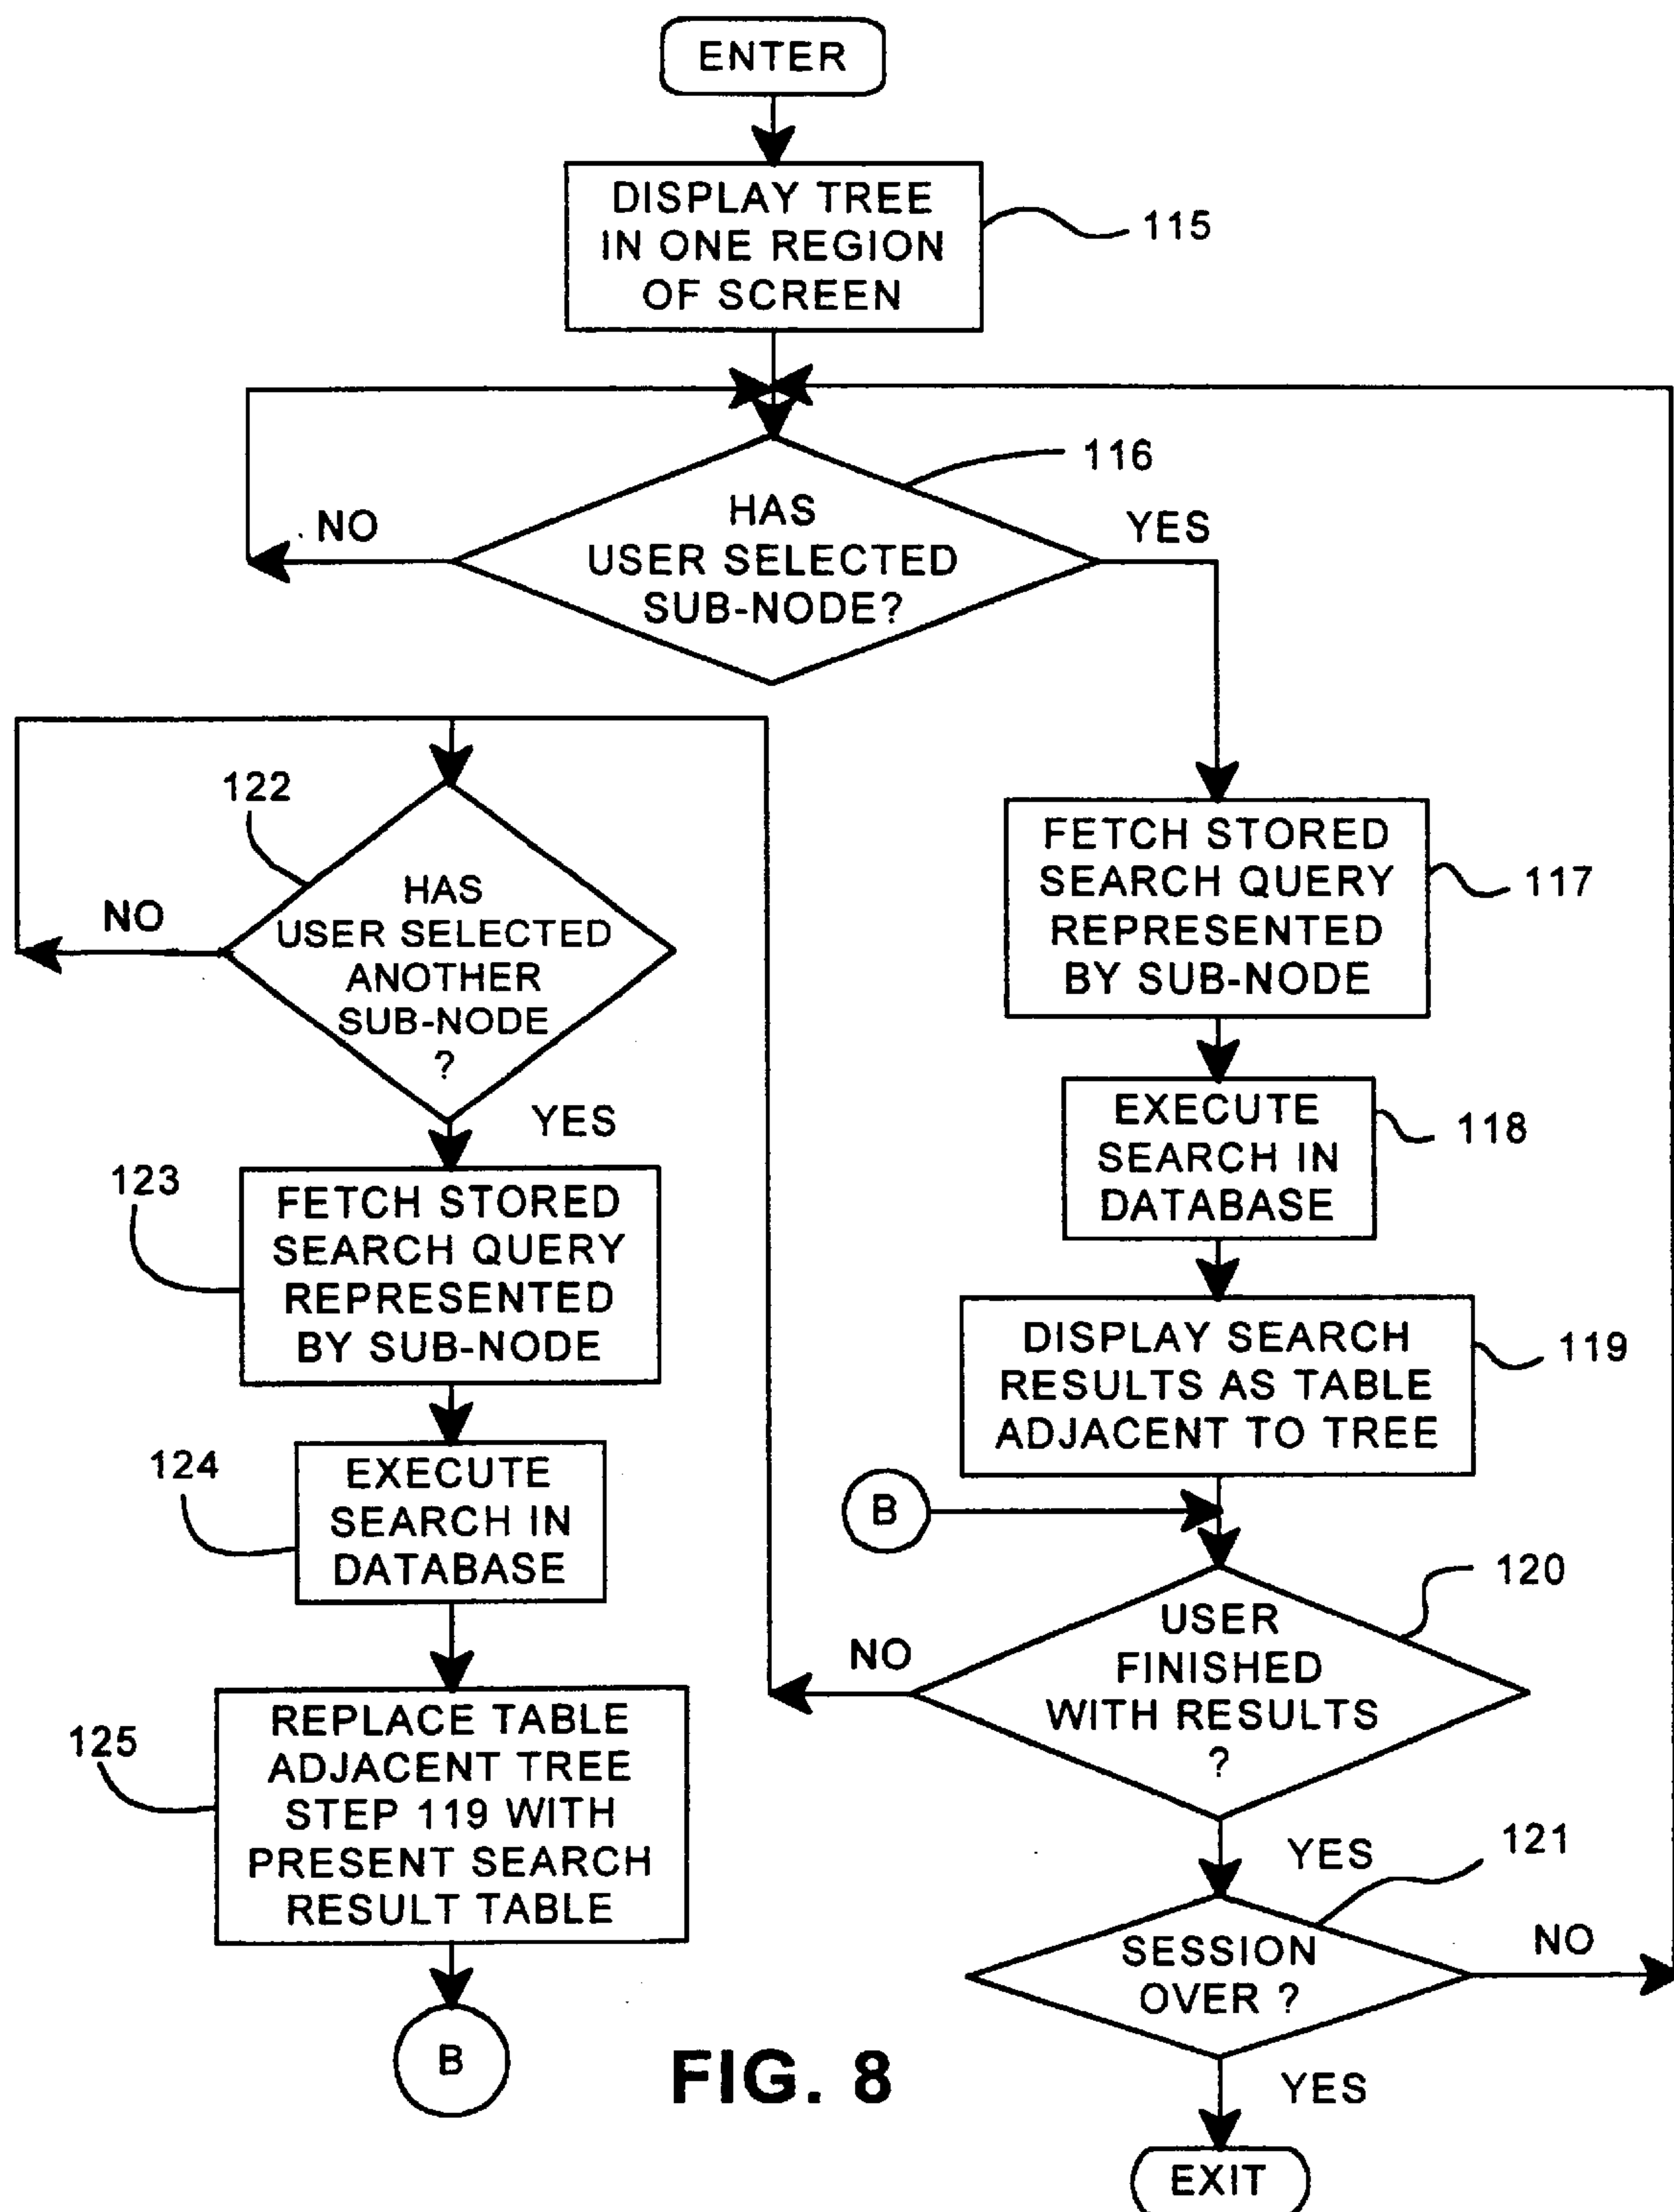 ENTER
DISPLAY TREE
IN ONE REGION
OF SCREEN
115
116
HAS
USER SELECTED
SUB-NODE?
NO
YES
122
HAS
USER SELECTED
ANOTHER
SUB-NODE
?
NO
YES
123
FETCH STORED
SEARCH QUERY
REPRESENTED
BY SUB-NODE
124
EXECUTE
SEARCH IN
DATABASE
125
REPLACE TABLE
ADJACENT TREE
STEP 119 WITH
PRESENT SEARCH
RESULT TABLE
B
FETCH STORED
SEARCH QUERY
REPRESENTED
BY SUB-NODE
117
EXECUTE
SEARCH IN
DATABASE
118
DISPLAY SEARCH
RESULTS AS TABLE
ADJACENT TO TREE
119
B
120
USER
FINISHED
WITH RESULTS
?
NO
YES
121
SESSION
OVER ?
NO
YES
EXIT
FIG. 8